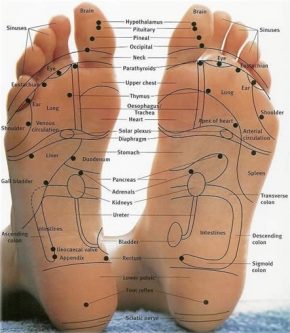 Brain
Brain
Sinuses
Hypothalamus
Pituitary
Pineal
Occipital
Sinuses
Neck
Eye
Eye
Parathyroids
Eustachian
Eustachian
Upper chest
Ear
Lung
Thymus
Lung
Ear
Oesophagus
Trachea
Shoulder
Venous
circulation
Heart
Apex of heart
Shoulder
Solar plexus
Diaphragm
Arterial
circulation
Liver
Stomach
Duodenum
Spleen
Gall bladder
Pancreas
Adrenals
Kidneys
Transverse
colon
Ureter
Ascending
colon
Intestines
Bladder
Intestines
Descending
colon
Ileocaecal valve
Appendix
Rectum
Sigmoid
colon
Lower pelvic
Foot reflex
Sciatic nerve